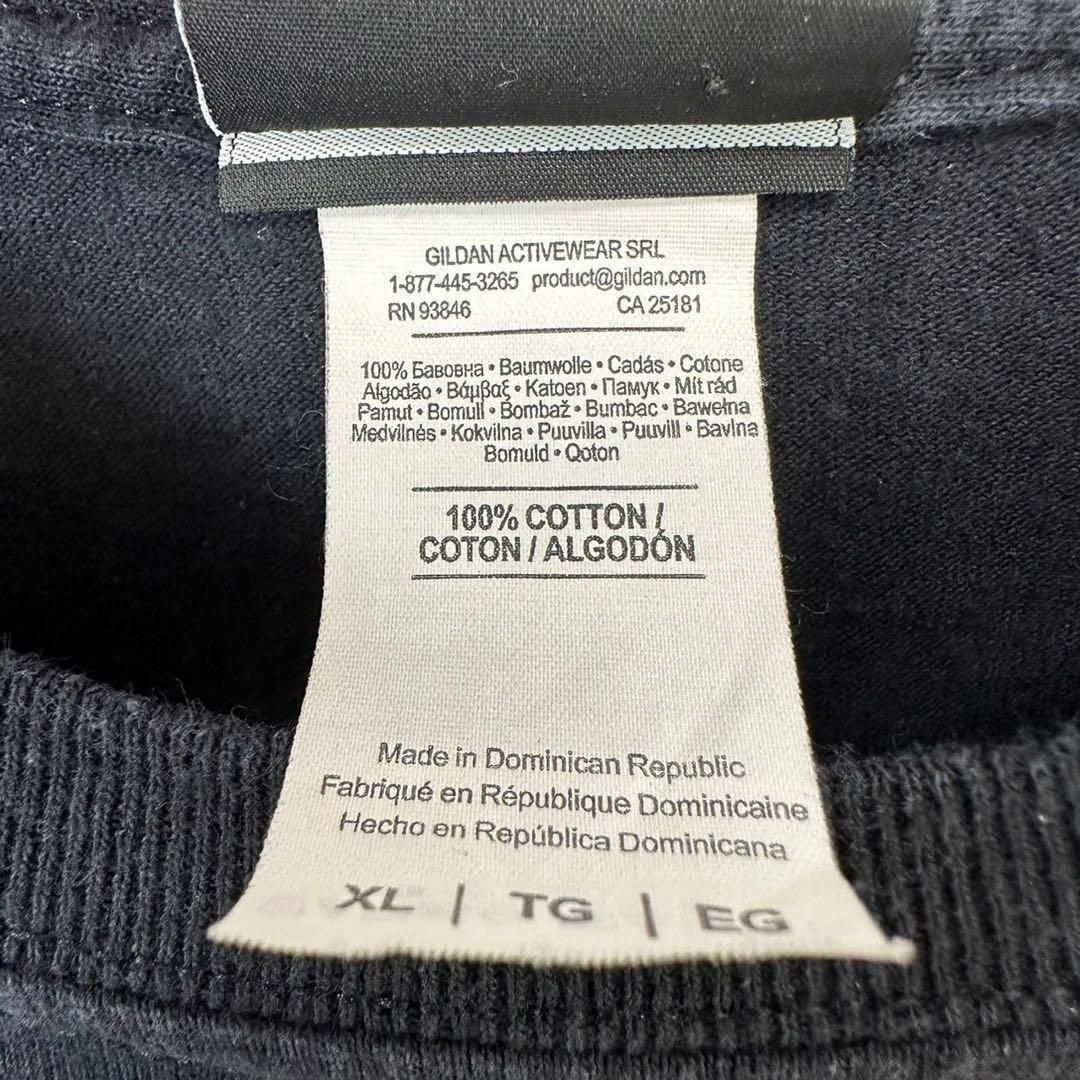 GILDAN ACTIVEWEAR SRL
1-877-445-3265 product@gildan.com
RN 93846 CA 25181
100% Бавовна • Baumwolle • Cadás • Cotone
Algodão • Βάμβαξ • Katoen • Памук • Mít rád
Pamut • Bomull • Bombaž • Bumbac • Bawełna
Medvilnės • Kokvilna • Puuvilla • Puuvill • Bavlna
Bomuld • Qoton
100% COTTON /
COTON / ALGODÓN
Made in Dominican Republic
Fabriqué en République Dominicaine
Hecho en República Dominicana
XL | TG | EG